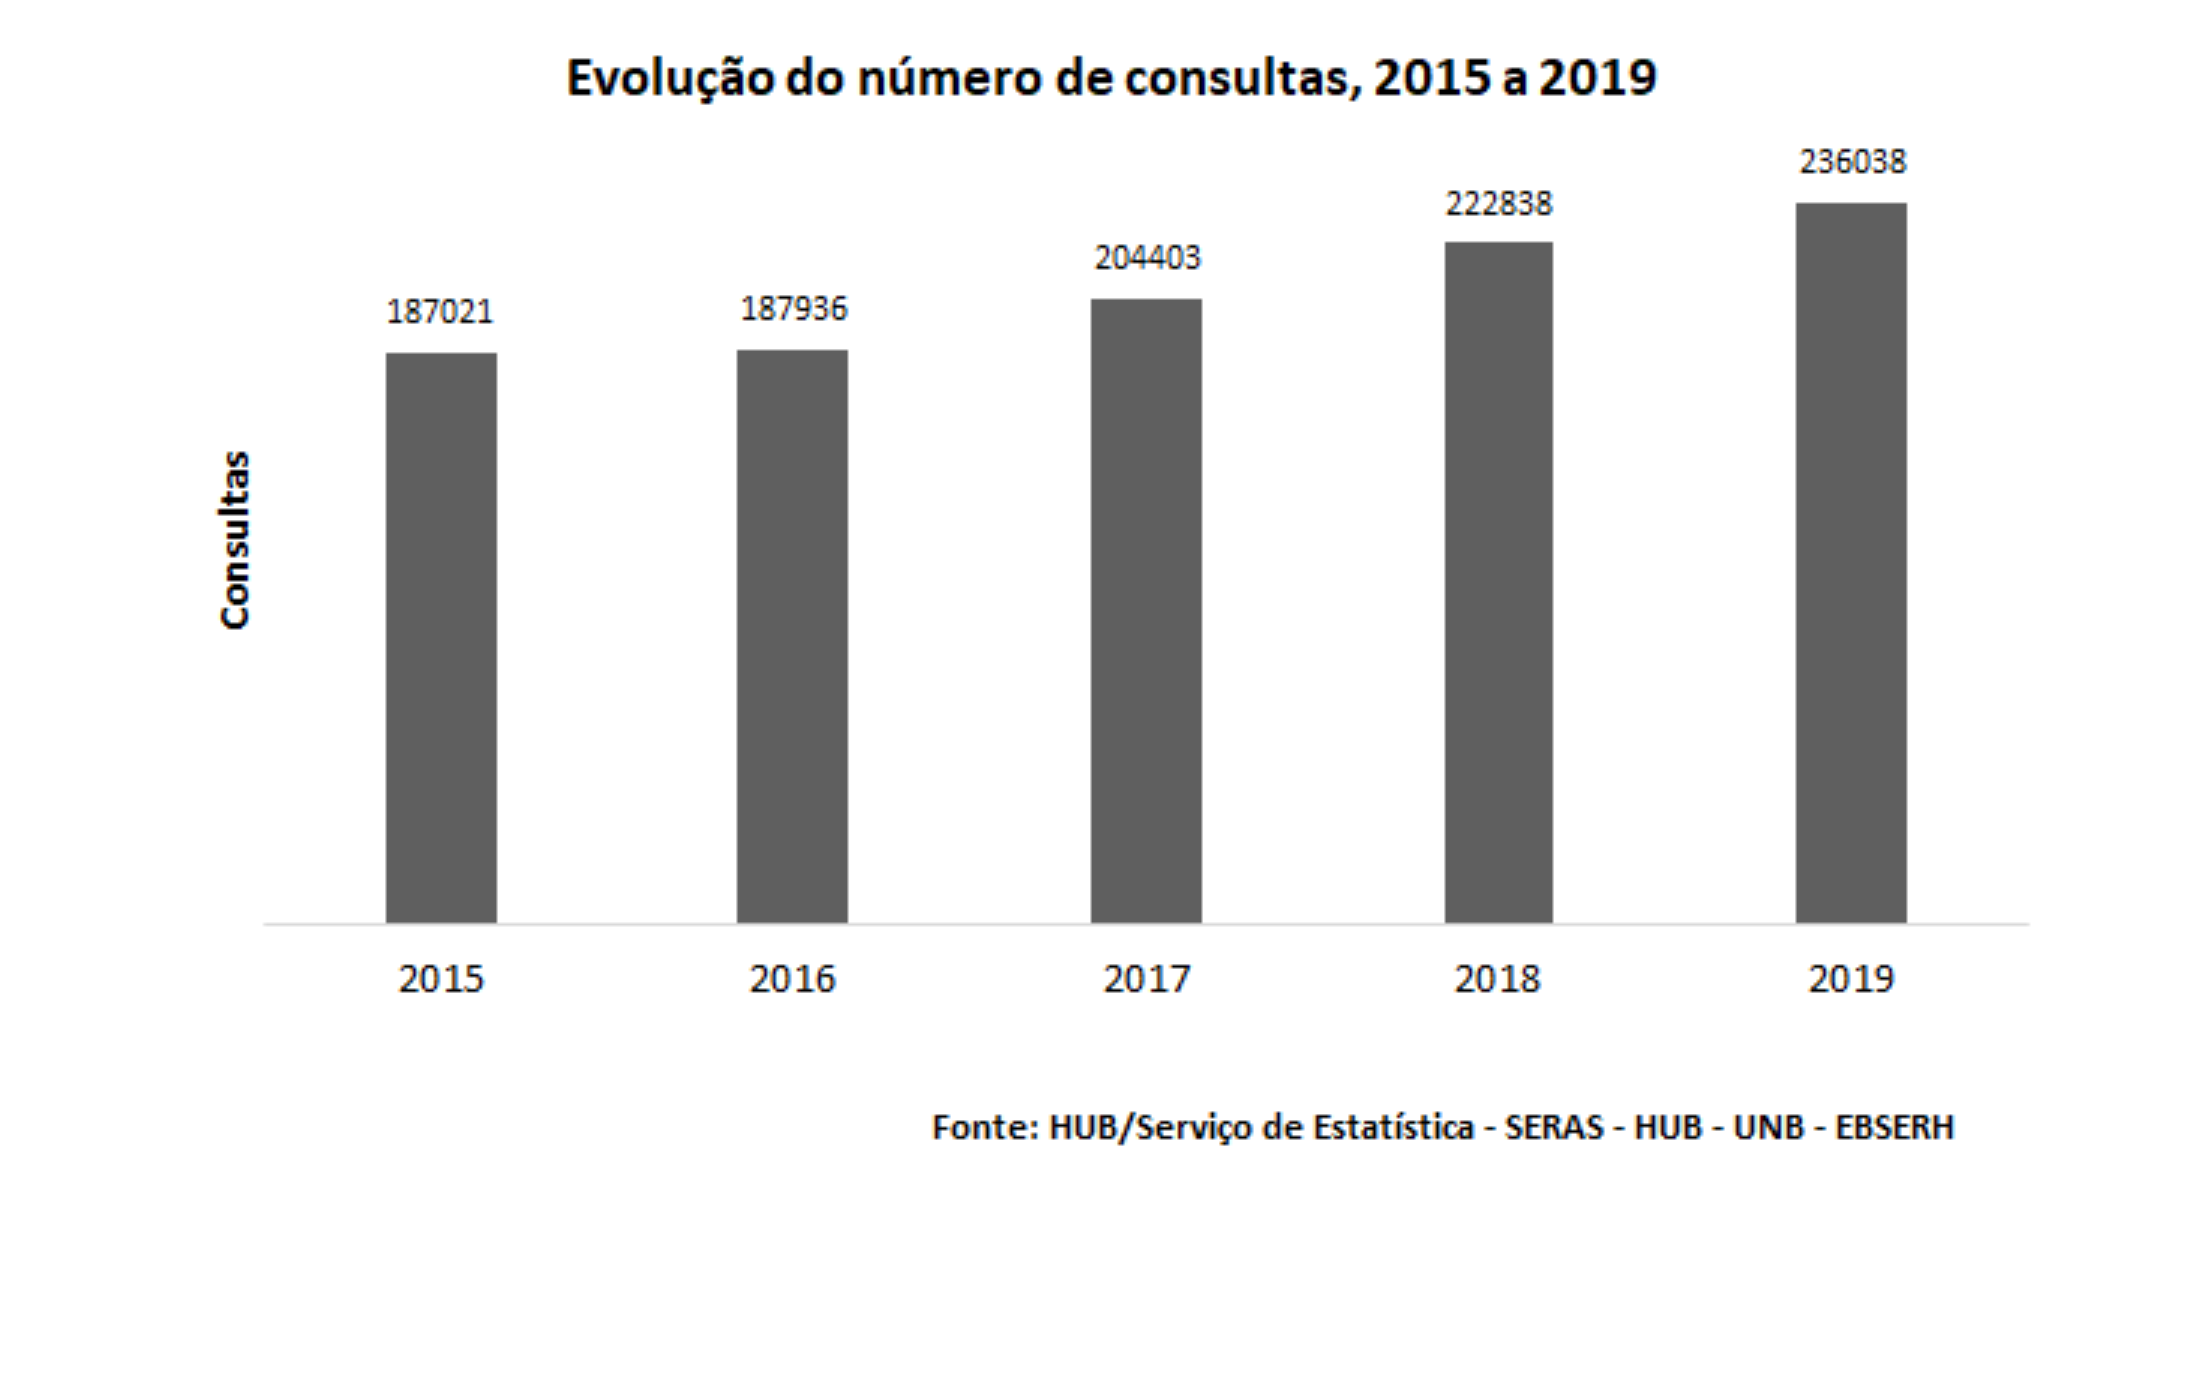 Evolução do número de consultas, 2015 a 2019
236038
222838
204403
187936
187021
Consultas
2015 2016 2017 2018 2019
Fonte: HUB/Serviço de Estatística - SERAS - HUB - UNB - EBSERH